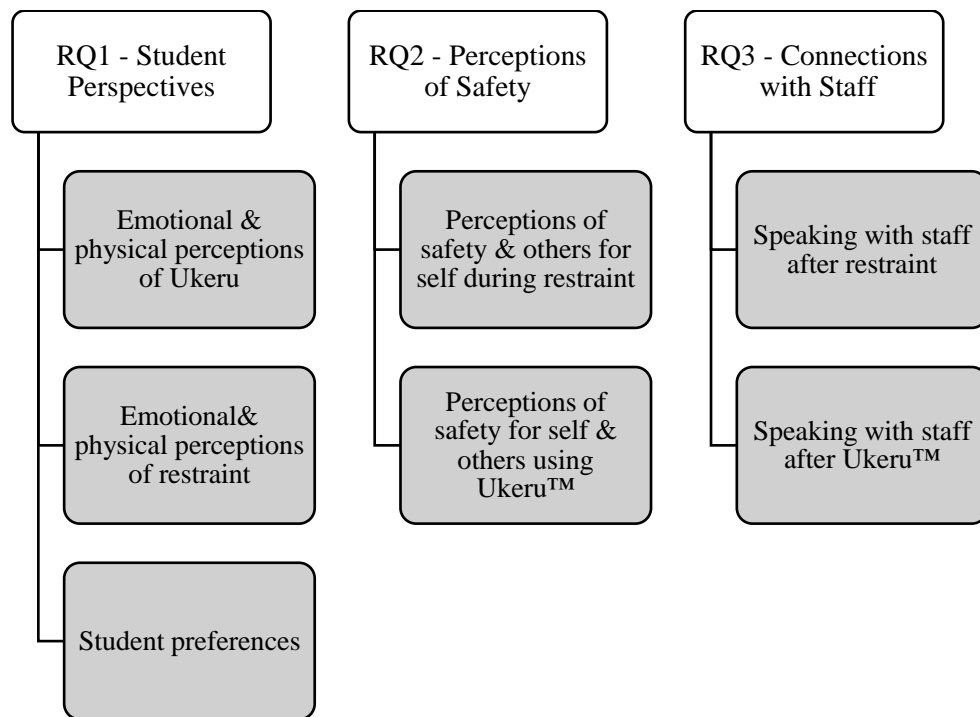 RQ1 - Student
Perspectives
Emotional &
physical perceptions
of Ukeru
Emotional&
physical perceptions
of restraint
Student preferences
RQ2 - Perceptions
of Safety
Perceptions of
safety & others for
self during restraint
Perceptions of
safety for self &
others using
Ukeru™
RQ3 - Connections
with Staff
Speaking with staff
after restraint
Speaking with staff
after Ukeru™